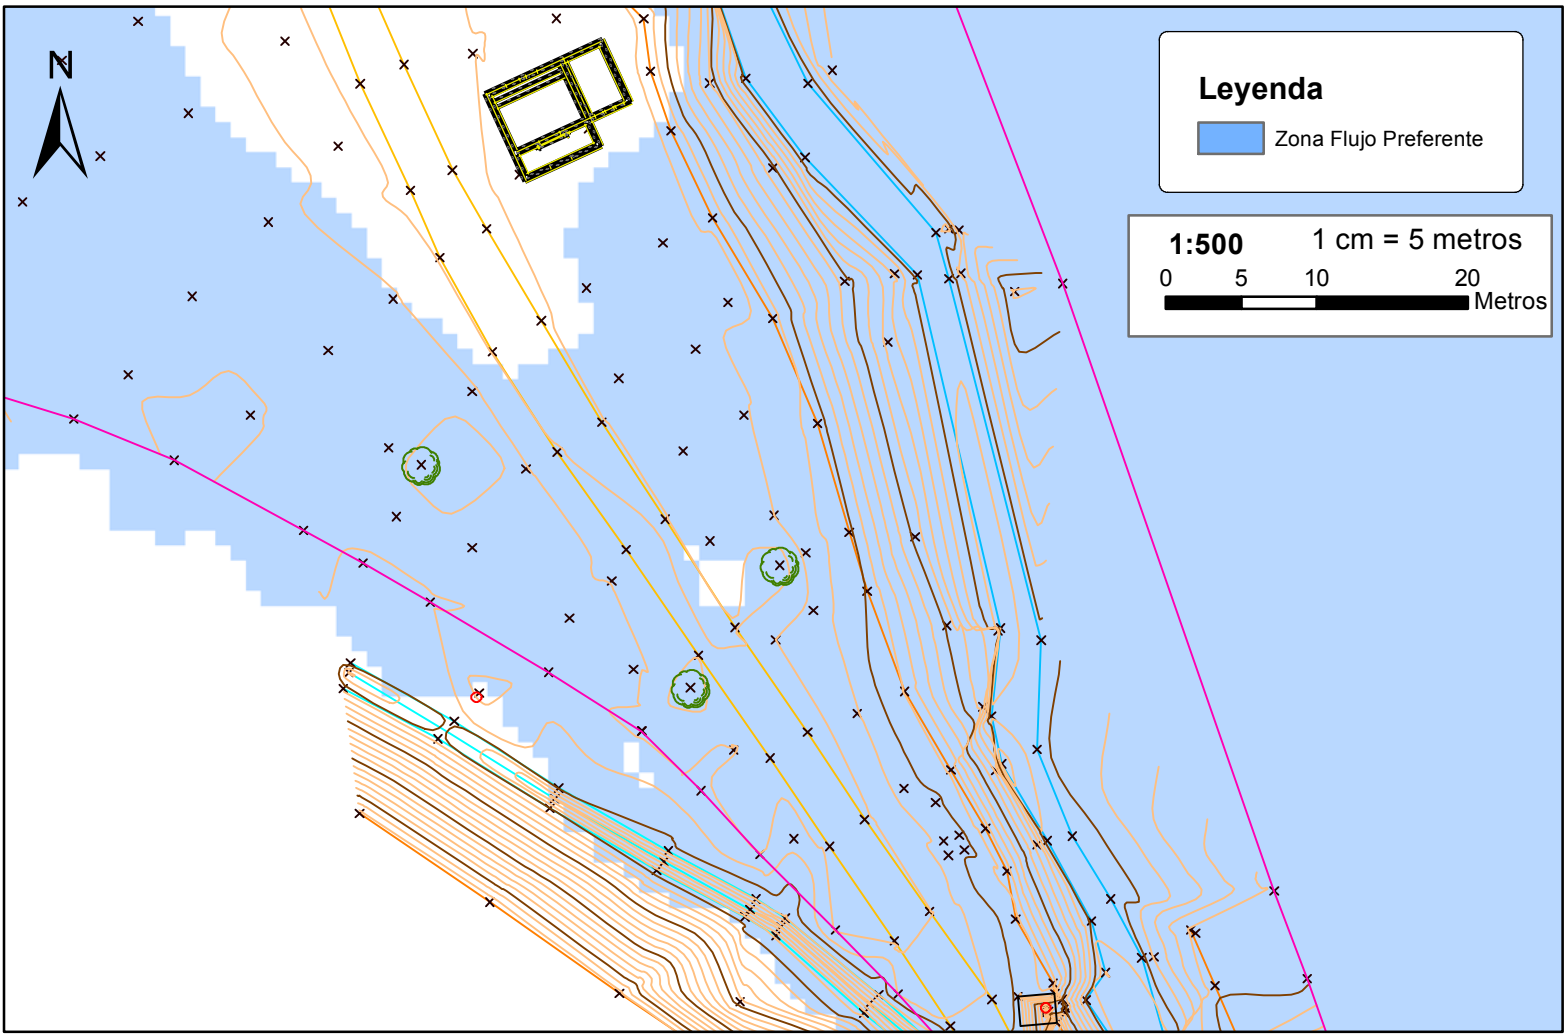 N
Leyenda
Zona Flujo Preferente
1:500 1 cm = 5 metros
0 5 10 20
Metros